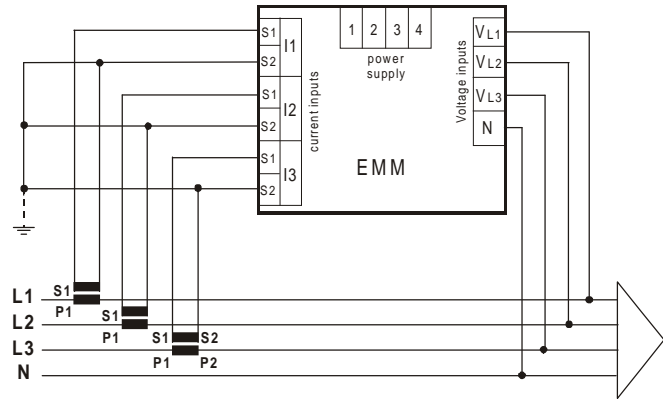 S1
I1
S2
S1
I2
S2
S1
I3
S2
current inputs
1 2 3 4
power
supply
Voltage inputs
VL1
VL2
VL3
N
EMM
L1
S1
P1
L2
S1
P1
L3
S1 S2
P1 P2
N